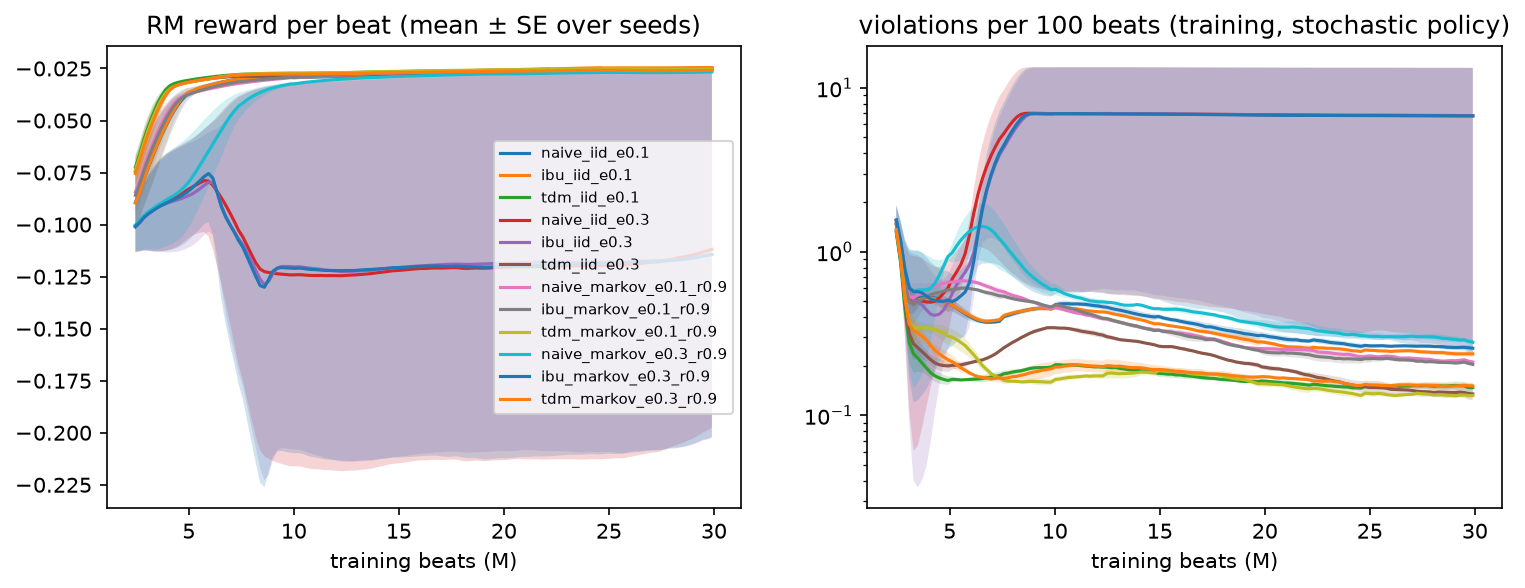 RM reward per beat (mean ± SE over seeds)
−0.025
−0.050
−0.075
−0.100
−0.125
−0.150
−0.175
−0.200
−0.225
5 10 15 20 25 30
training beats (M)
naive_iid_e0.1
ibu_iid_e0.1
tdm_iid_e0.1
naive_iid_e0.3
ibu_iid_e0.3
tdm_iid_e0.3
naive_markov_e0.1_r0.9
ibu_markov_e0.1_r0.9
tdm_markov_e0.1_r0.9
naive_markov_e0.3_r0.9
ibu_markov_e0.3_r0.9
tdm_markov_e0.3_r0.9
violations per 100 beats (training, stochastic policy)
10¹
10⁰
10⁻¹
5 10 15 20 25 30
training beats (M)